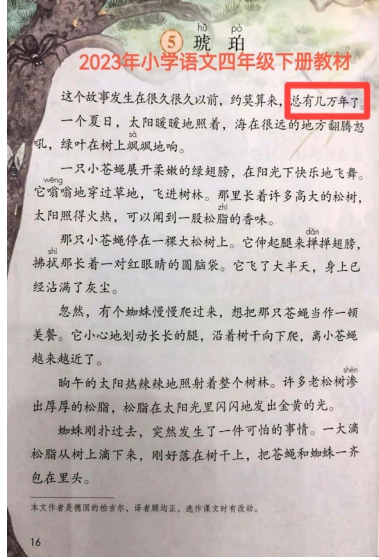 hǔ pò
5 琥珀
2023年小学语文四年级下册教材
这个故事发生在很久很久以前，约莫算来，总有几万年了。
一个夏日，太阳暖暖地照着，海在很远的地方翻腾怒
sà
吼，绿叶在树上飒飒地响。
一只小苍蝇展开柔嫩的绿翅膀，在阳光下快乐地飞舞。
wēng
它嗡嗡地穿过草地，飞进树林。那里长着许多高大的松树，
zhī
太阳照得火热，可以闻到一股松脂的香味。
dǎn
那只小苍蝇停在一棵大松树上。它伸起腿来掸掸翅膀，
shì
拂拭那长着一对红眼睛的圆脑袋。它飞了大半天，身上已
经沾满了灰尘。
忽然，有个蜘蛛慢慢爬过来，想把那只苍蝇当作一顿
美餐。它小心地划动长长的腿，沿着树干向下爬，离小苍蝇
越来越近了。
shèn
晌午的太阳热辣辣地照射着整个树林。许多老松树渗
出厚厚的松脂，松脂在太阳光里闪闪地发出金黄的光。
蜘蛛刚扑过去，突然发生了一件可怕的事情。一大滴
松脂从树上滴下来，刚好落在树干上，把苍蝇和蜘蛛一齐
包在里头。
本文作者是德国的柏吉尔，译者顾均正，选作课文时有改动。
16